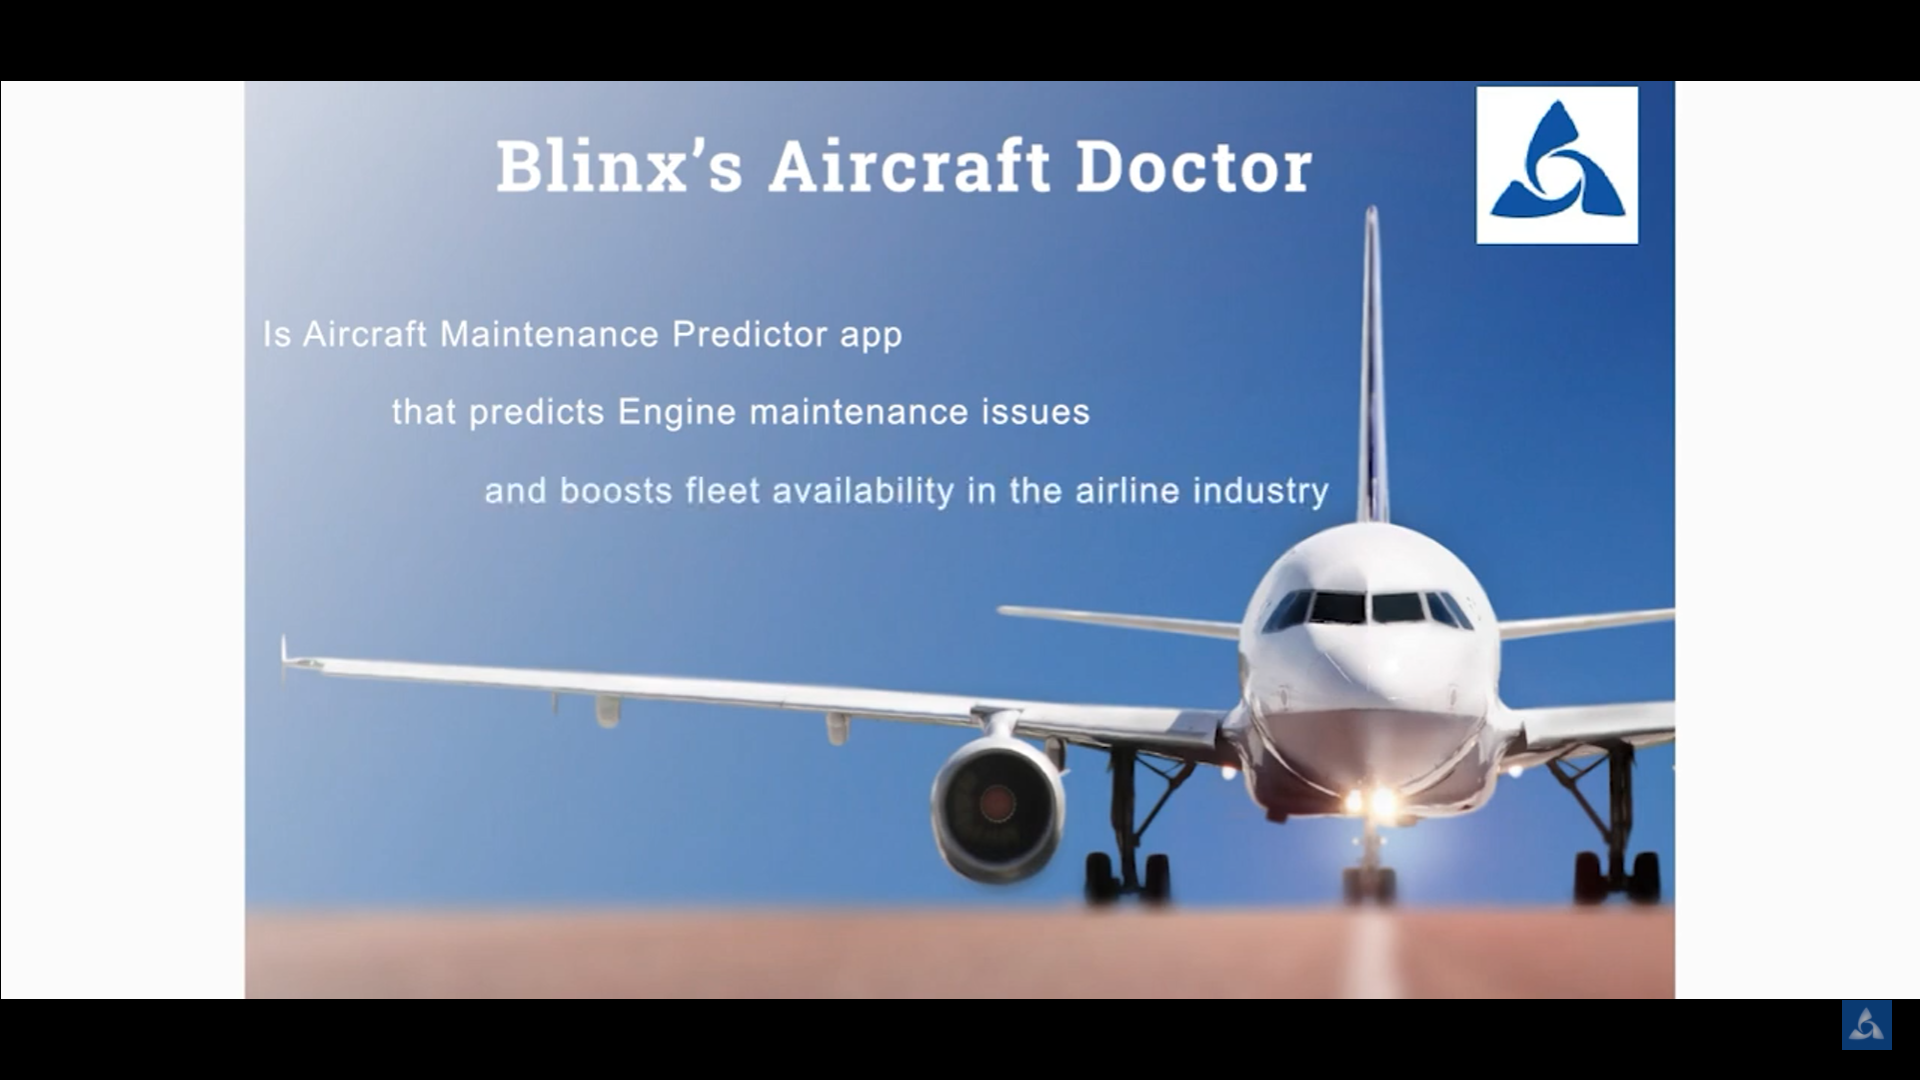 Blinx’s Aircraft Doctor
Is Aircraft Maintenance Predictor app
that predicts Engine maintenance issues
and boosts fleet availability in the airline industry